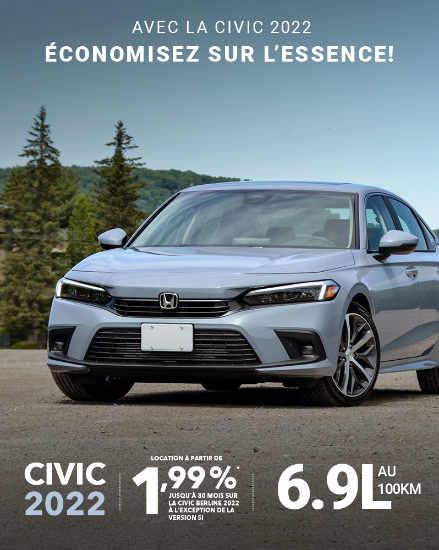 AVEC LA CIVIC 2022
ÉCONOMISEZ SUR L'ESSENCE!
CIVIC
2022
LOCATION À PARTIR DE
1,99%*
JUSQU'À 80 MOIS SUR
LA CIVIC BERLINE 2022
À L'EXCEPTION DE LA
VERSION SI
6.9L AU
100KM